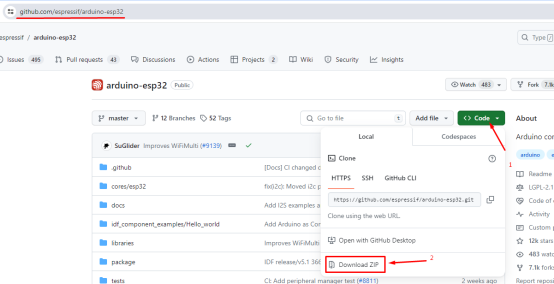 github.com/espressif/arduino-esp32
espressif / arduino-esp32
Type /
Issues 495 Pull requests 43 Discussions Actions Projects 2 Wiki Security Insights
arduino-esp32 Public
Watch 483 Fork 7.1k
master 12 Branches 52 Tags Go to file t Add file Code About
Local Codespaces
Arduino cor
SuGlider Improves WiFiMulti (#9139)
1
Clone
arduino e
.github [Docs] CI changed
HTTPS SSH GitHub CLI
Readme
cores/esp32 fix(i2c): Moved i2c p
https://github.com/espressif/arduino-esp32.git
LGPL-2.1
Code of c
docs Add I2S examples a
Clone using the web URL.
Activity
idf_component_examples/Hello_world Add Arduino as Con
Custom p
Open with GitHub Desktop
12k stars
libraries Improves WiFiMulti
483 watc
2
package IDF release/v5.1 366
Download ZIP
7.1k fork
tests CI: Add peripheral manager test (#8811) 2 weeks ago
Report reposi